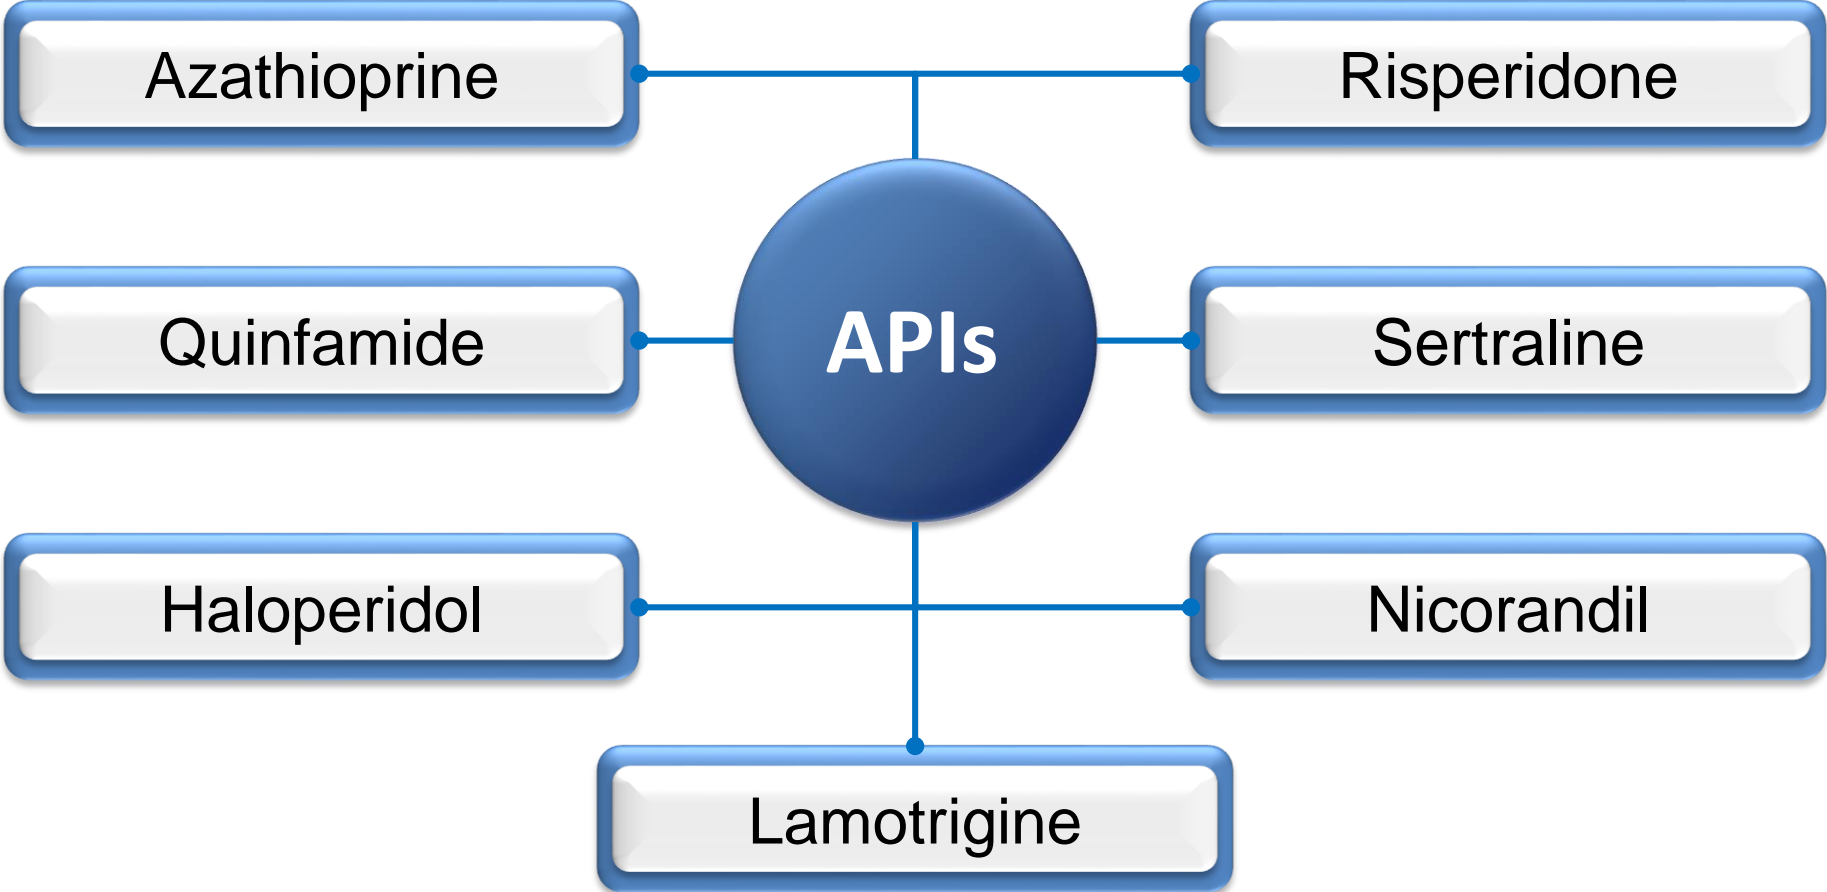 Azathioprine
Risperidone
Quinfamide
APIs
Sertraline
Haloperidol
Nicorandil
Lamotrigine